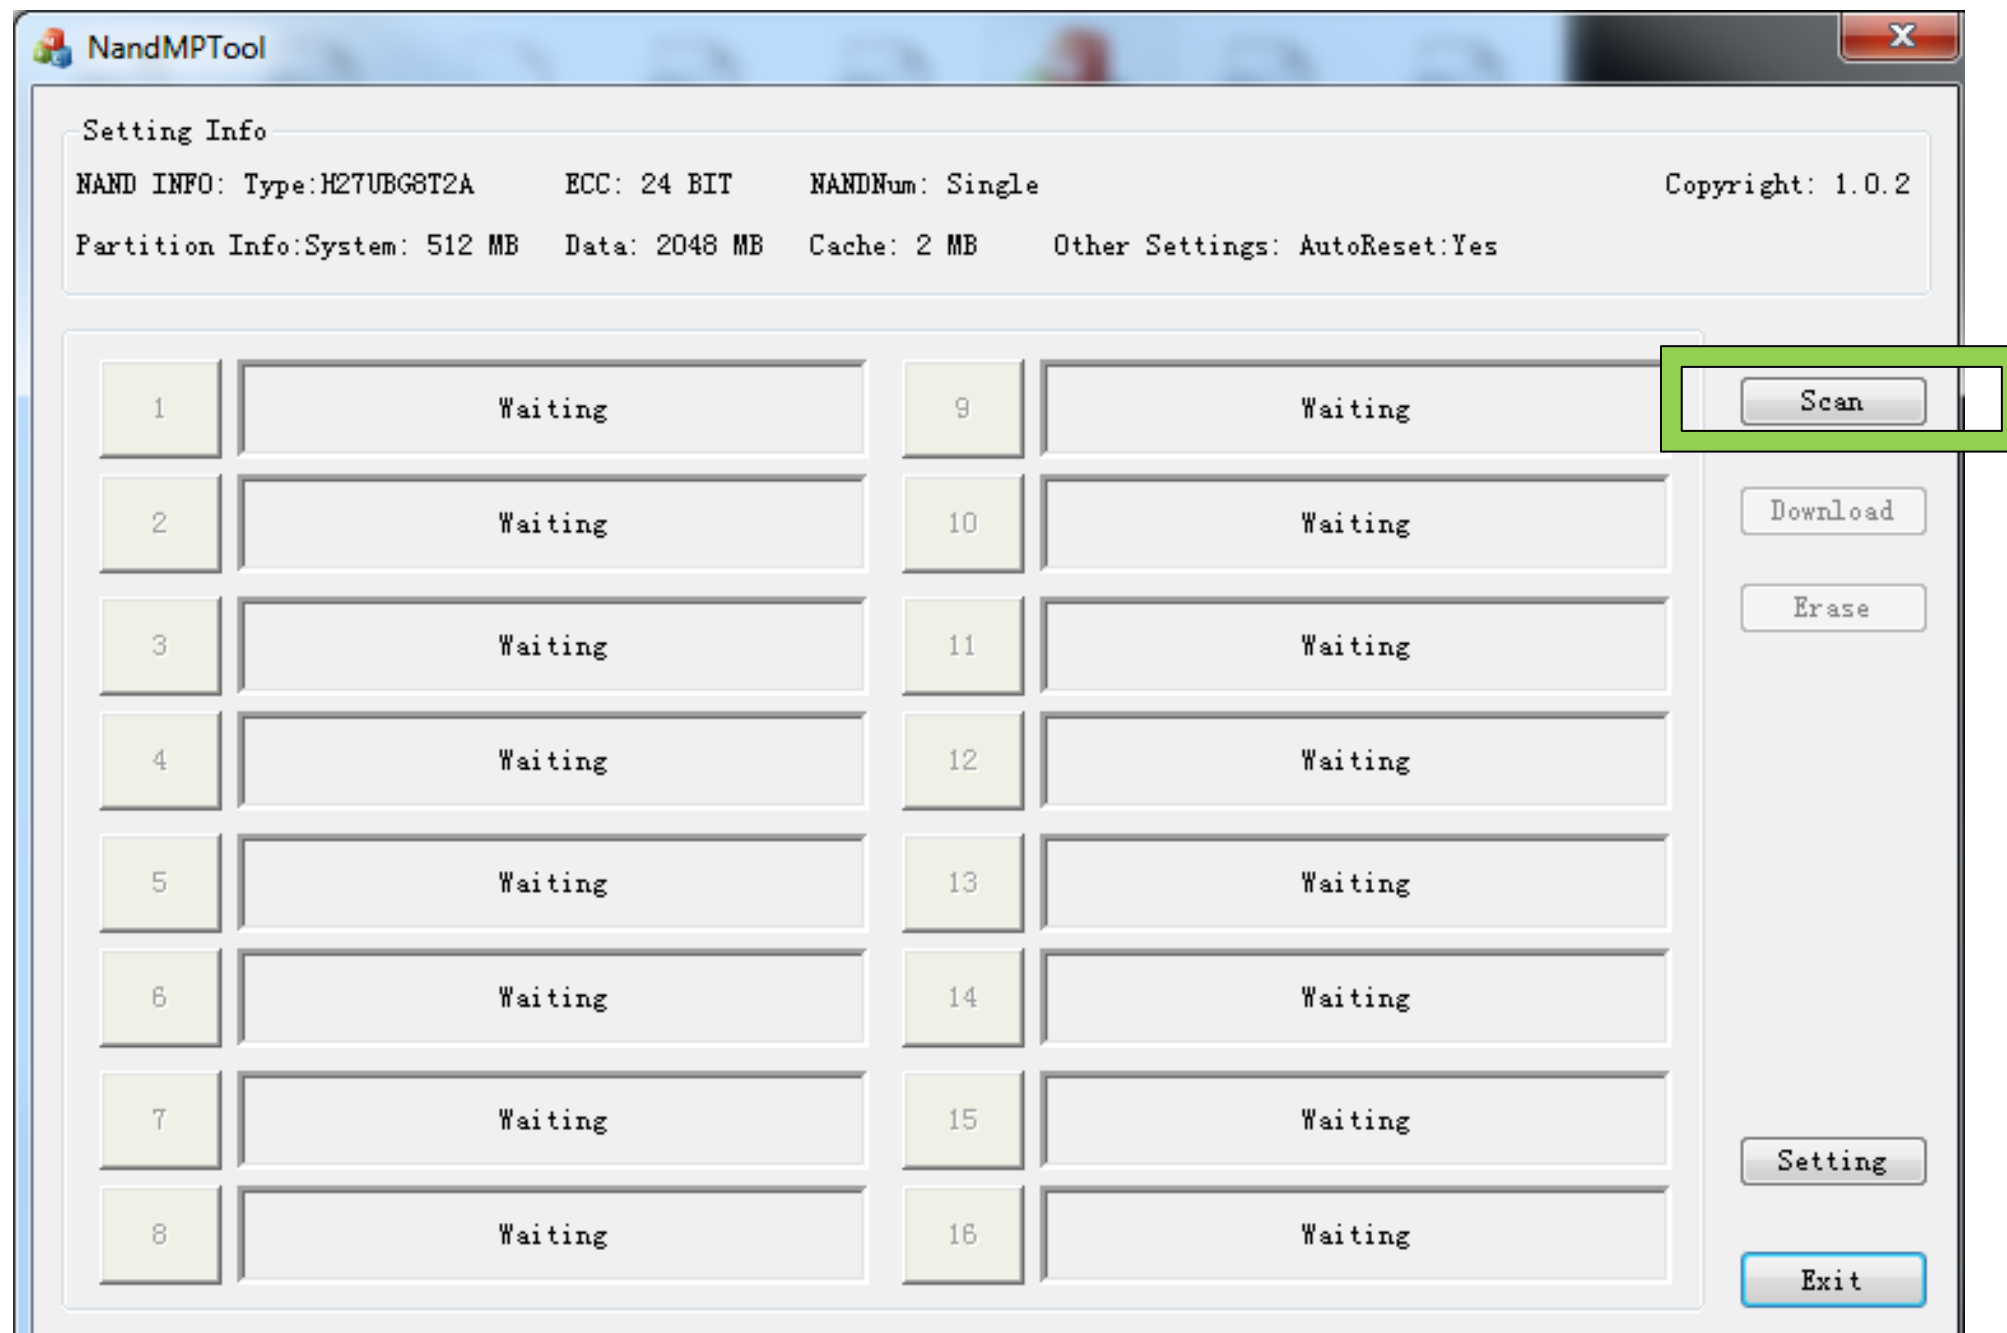 NandMPTool
Setting Info
NAND INFO: Type:H27UBG8T2A ECC: 24 BIT NANDNum: Single Copyright: 1.0.2
Partition Info:System: 512 MB Data: 2048 MB Cache: 2 MB Other Settings: AutoReset:Yes
1 Waiting 9 Waiting Scan
2 Waiting 10 Waiting Download
3 Waiting 11 Waiting Erase
4 Waiting 12 Waiting
5 Waiting 13 Waiting
6 Waiting 14 Waiting
7 Waiting 15 Waiting Setting
8 Waiting 16 Waiting Exit